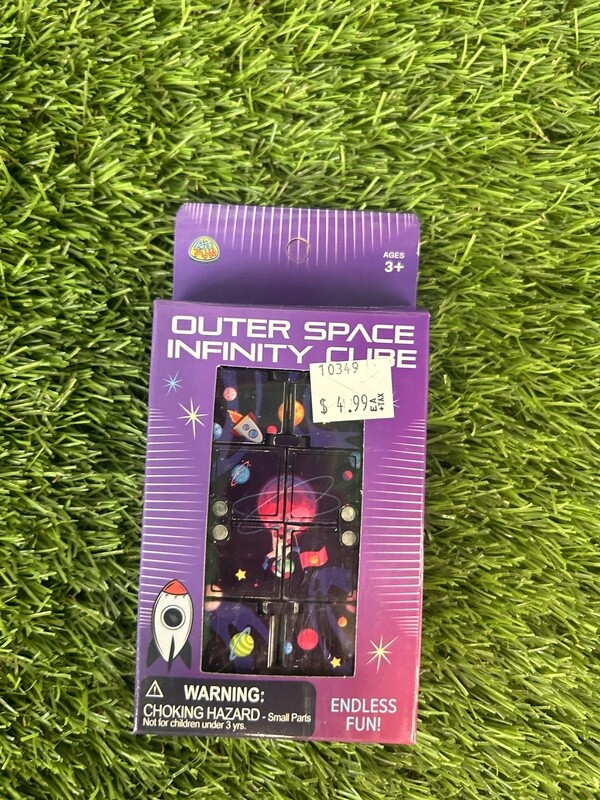 AGES
3+
OUTER SPACE
INFINITY CUBE
10349
$ 4.99 EA
+TAX
WARNING:
CHOKING HAZARD - Small Parts
Not for children under 3 yrs.
ENDLESS
FUN!